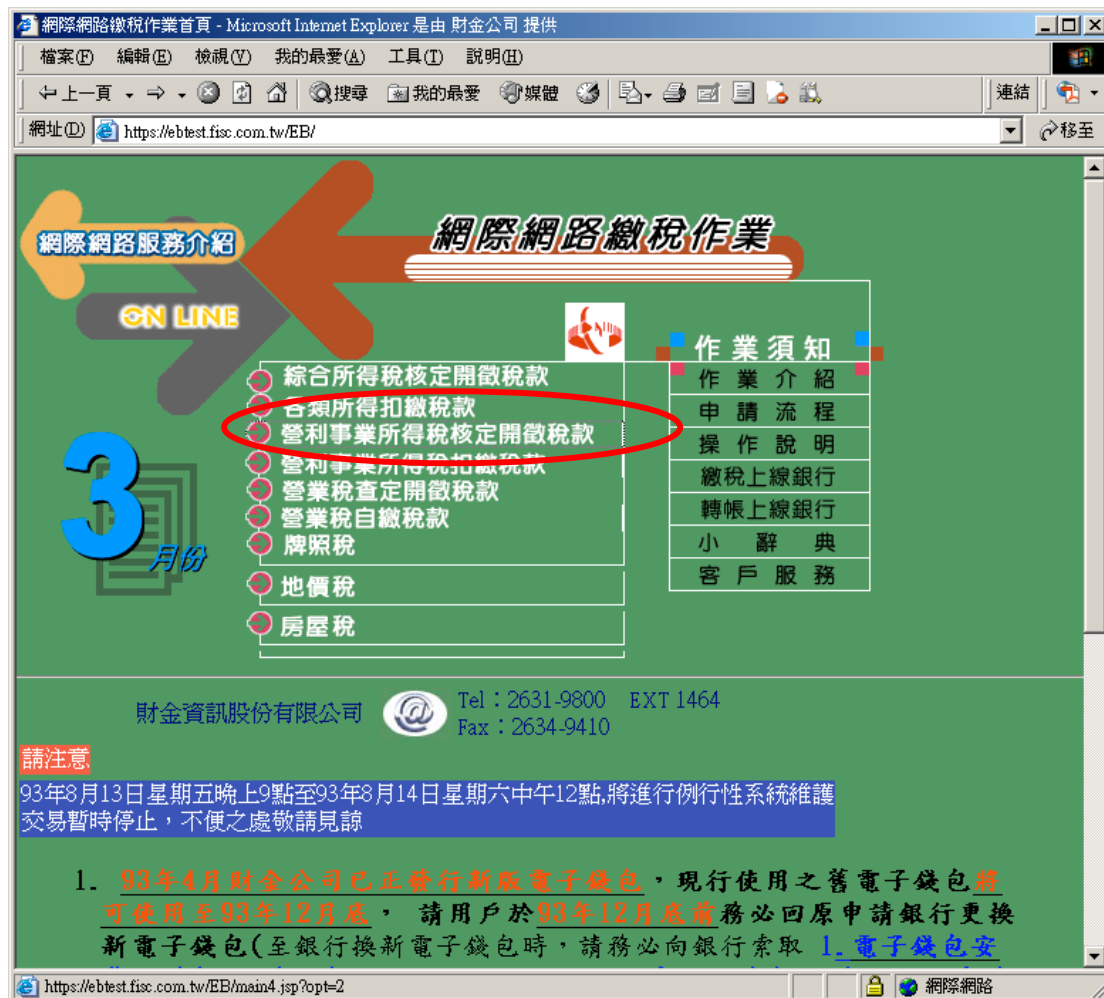 網際網路繳稅作業首頁 - Microsoft Internet Explorer 是由 財金公司 提供
檔案(F) 編輯(E) 檢視(V) 我的最愛(A) 工具(T) 說明(H)
上一頁 搜尋 我的最愛 媒體 連結
網址(D) https://ebtest.fisc.com.tw/EB/ 移至
網際網路繳稅作業
網際網路服務介紹
ON LINE
綜合所得稅核定開徵稅款
各類所得扣繳稅款
營利事業所得稅核定開徵稅款
營利事業所得稅扣繳稅款
營業稅查定開徵稅款
營業稅自繳稅款
牌照稅
地價稅
房屋稅
3月份
作業須知
作業介紹
申請流程
操作說明
繳稅上線銀行
轉帳上線銀行
小辭典
客戶服務
財金資訊股份有限公司
Tel：2631-9800 EXT 1464
Fax：2634-9410
請注意
93年8月13日星期五晚上9點至93年8月14日星期六中午12點,將進行例行性系統維護
交易暫時停止，不便之處敬請見諒
1. 93年4月財金公司已正發行新版電子錢包，現行使用之舊電子錢包將
可使用至93年12月底， 請用戶於93年12月底前務必回原申請銀行更換
新電子錢包(至銀行換新電子錢包時，請務必向銀行索取 1.電子錢包安
https://ebtest.fisc.com.tw/EB/main4.jsp?opt=2 網際網路